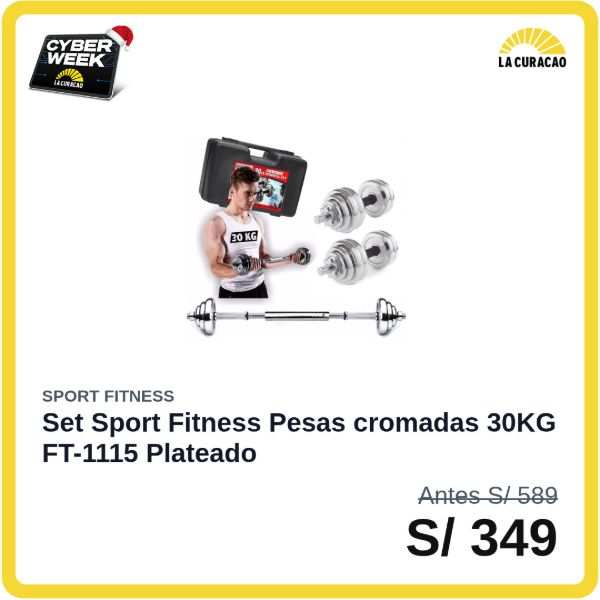 CYBER
WEEK
LA CURACAO
LA CURACAO
30 KG
SPORT FITNESS
Set Sport Fitness Pesas cromadas 30KG
FT-1115 Plateado
Antes S/ 589
S/ 349